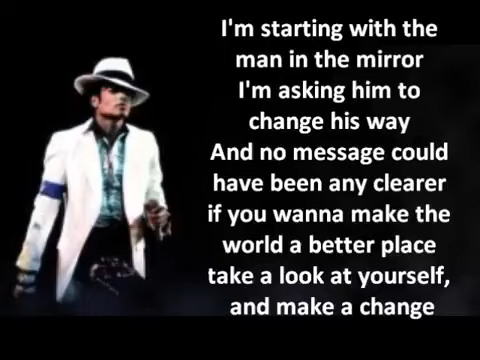 I'm starting with the
man in the mirror
I'm asking him to
change his way
And no message could
have been any clearer
if you wanna make the
world a better place
take a look at yourself,
and make a change